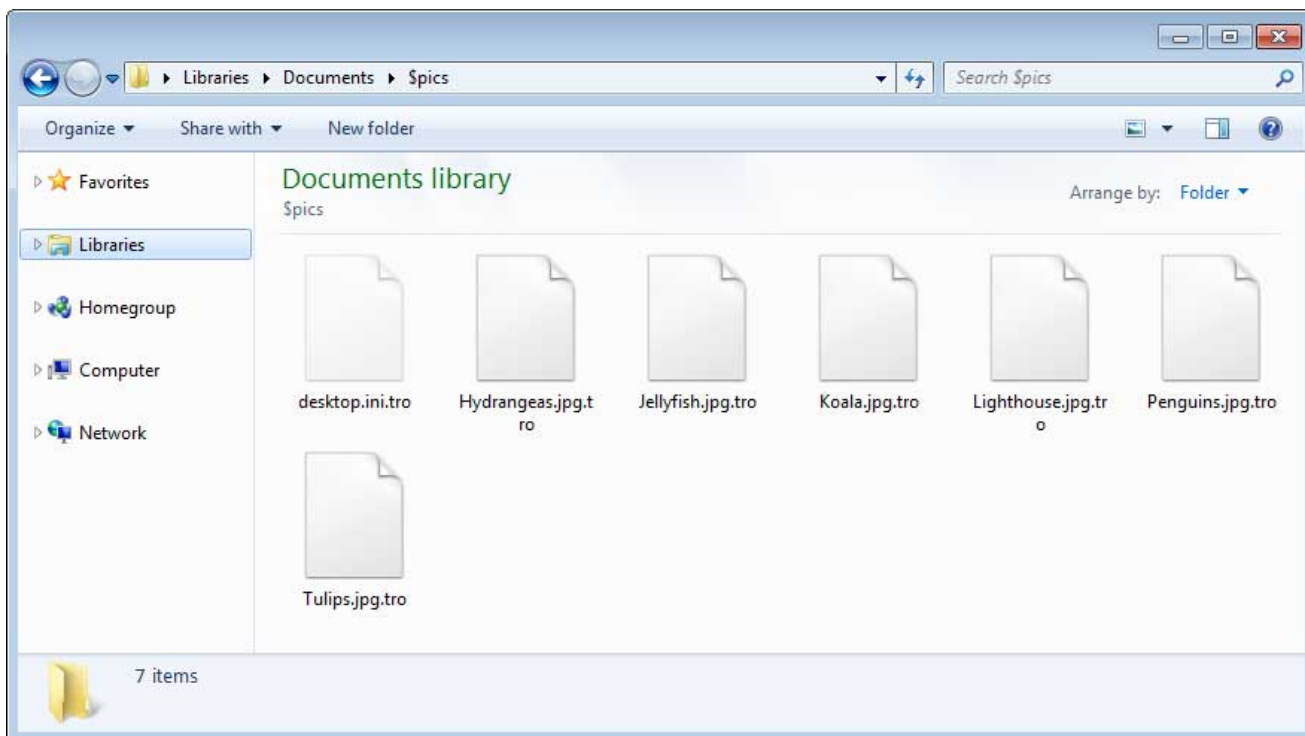 Libraries Documents $pics
Search $pics
Organize Share with New folder
Favorites
Libraries
Homegroup
Computer
Network
Documents library
$pics
Arrange by: Folder
desktop.ini.tro
Hydrangeas.jpg.t
ro
Jellyfish.jpg.tro
Koala.jpg.tro
Lighthouse.jpg.tr
o
Penguins.jpg.tro
Tulips.jpg.tro
7 items